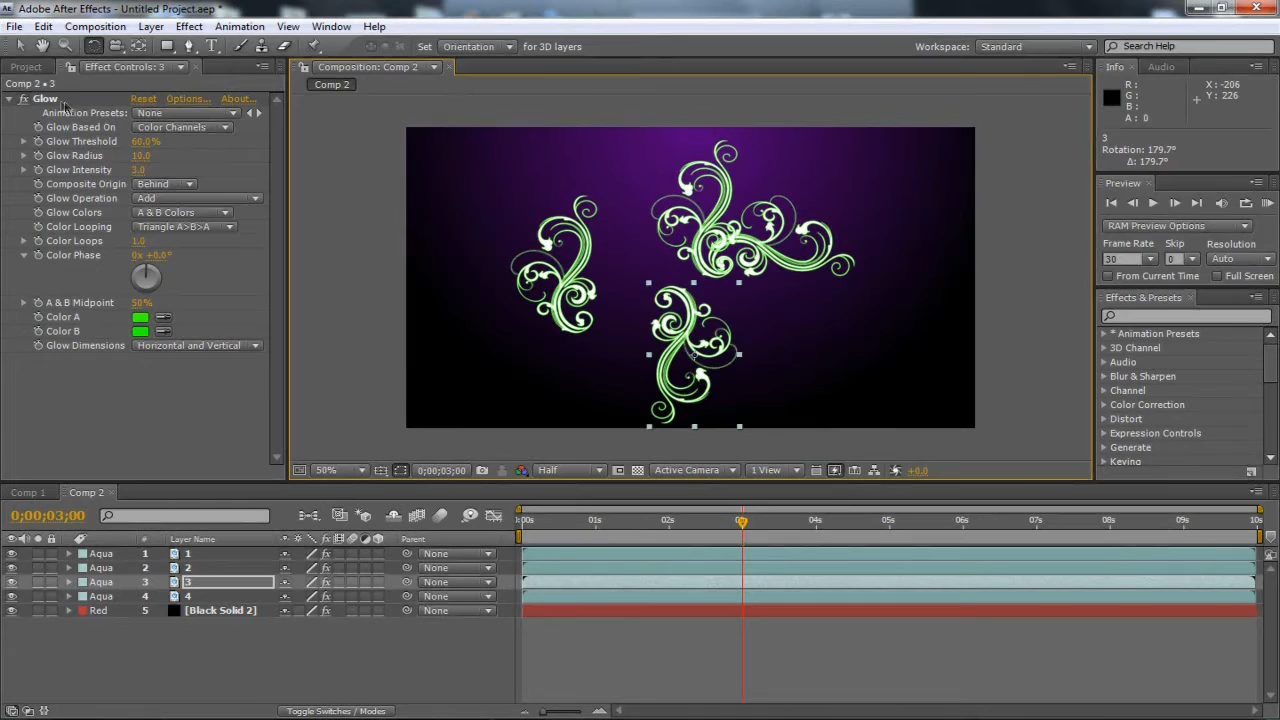 Adobe After Effects - Untitled Project.aep *
File Edit Composition Layer Effect Animation View Window Help
Set Orientation for 3D layers Workspace: Standard Search Help
Project Effect Controls: 3 Composition: Comp 2 Info Audio
Comp 2 • 3 Comp 2
fx Glow Reset Options... About...
Animation Presets: None
Glow Based On Color Channels
Glow Threshold 60.0%
Glow Radius 10.0
Glow Intensity 3.0
Composite Origin Behind
Glow Operation Add
Glow Colors A & B Colors
Color Looping Triangle A>B>A
Color Loops 1.0
Color Phase 0x +0.0°
A & B Midpoint 50%
Color A
Color B
Glow Dimensions Horizontal and Vertical
R: X: -206
G: Y: 226
B:
A: 0
3
Rotation: 179.7°
Δ: 179.7°
Preview
RAM Preview Options
Frame Rate Skip Resolution
30 0 Auto
From Current Time Full Screen
Effects & Presets
* Animation Presets
3D Channel
Audio
Blur & Sharpen
Channel
Color Correction
Distort
Expression Controls
Generate
Keying
50% 0;00;03;00 Half Active Camera 1 View +0.0
Comp 1 Comp 2
0;00;03;00 1:00s 01s 02s 03s 04s 05s 06s 07s 08s 09s 10s
# Layer Name fx Parent
Aqua 1 1 fx None
Aqua 2 2 fx None
Aqua 3 3 fx None
Aqua 4 4 fx None
Red 5 [Black Solid 2] fx None
Toggle Switches / Modes